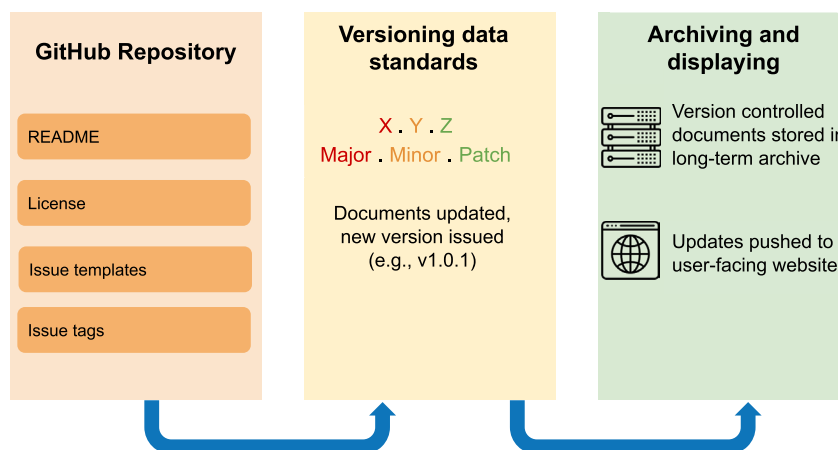 GitHub Repository
README
License
Issue templates
Issue tags
Versioning data
standards
X . Y . Z
Major . Minor . Patch
Documents updated,
new version issued
(e.g., v1.0.1)
Archiving and
displaying
Version controlled
documents stored in
long-term archive
Updates pushed to
user-facing website